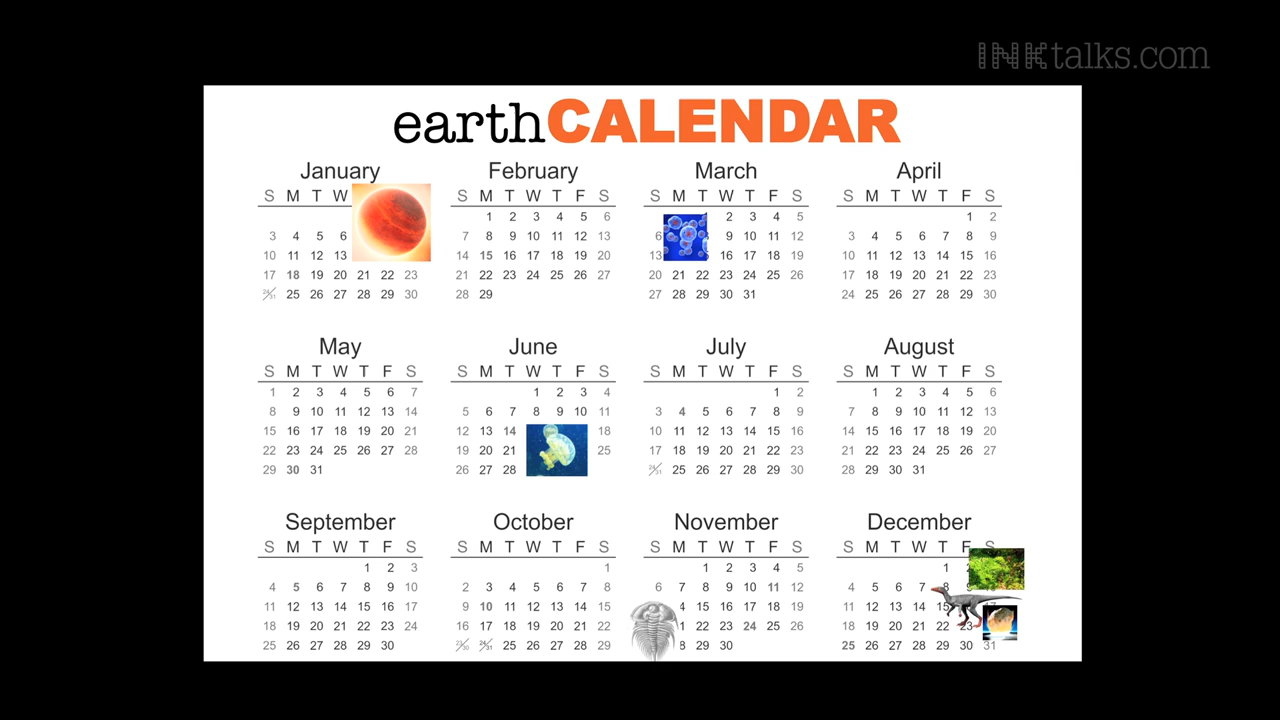 INKtalks.com
earthCALENDAR
January
S M T W
3 4 5 6
10 11 12 13
17 18 19 20 21 22 23
24/31 25 26 27 28 29 30
February
S M T W T F S
1 2 3 4 5 6
7 8 9 10 11 12 13
14 15 16 17 18 19 20
21 22 23 24 25 26 27
28 29
March
S M T W T F S
2 3 4 5
6 9 10 11 12
13 16 17 18 19
20 21 22 23 24 25 26
27 28 29 30 31
April
S M T W T F S
1 2
3 4 5 6 7 8 9
10 11 12 13 14 15 16
17 18 19 20 21 22 23
24 25 26 27 28 29 30
May
S M T W T F S
1 2 3 4 5 6 7
8 9 10 11 12 13 14
15 16 17 18 19 20 21
22 23 24 25 26 27 28
29 30 31
June
S M T W T F S
1 2 3 4
5 6 7 8 9 10 11
12 13 14 18
19 20 21 25
26 27 28
July
S M T W T F S
1 2
3 4 5 6 7 8 9
10 11 12 13 14 15 16
17 18 19 20 21 22 23
24/31 25 26 27 28 29 30
August
S M T W T F S
1 2 3 4 5 6
7 8 9 10 11 12 13
14 15 16 17 18 19 20
21 22 23 24 25 26 27
28 29 30 31
September
S M T W T F S
1 2 3
4 5 6 7 8 9 10
11 12 13 14 15 16 17
18 19 20 21 22 23 24
25 26 27 28 29 30
October
S M T W T F S
1
2 3 4 5 6 7 8
9 10 11 12 13 14 15
16 17 18 19 20 21 22
25 26 27 28 29
November
S M T W T F S
1 2 3 4 5
6 7 8 9 10 11 12
15 16 17 18 19
22 23 24 25 26
29 30
December
S M T W T F S
1
4 5 6 7 8
11 12 13 14 15
18 19 20 21 22 23
25 26 27 28 29 30 31